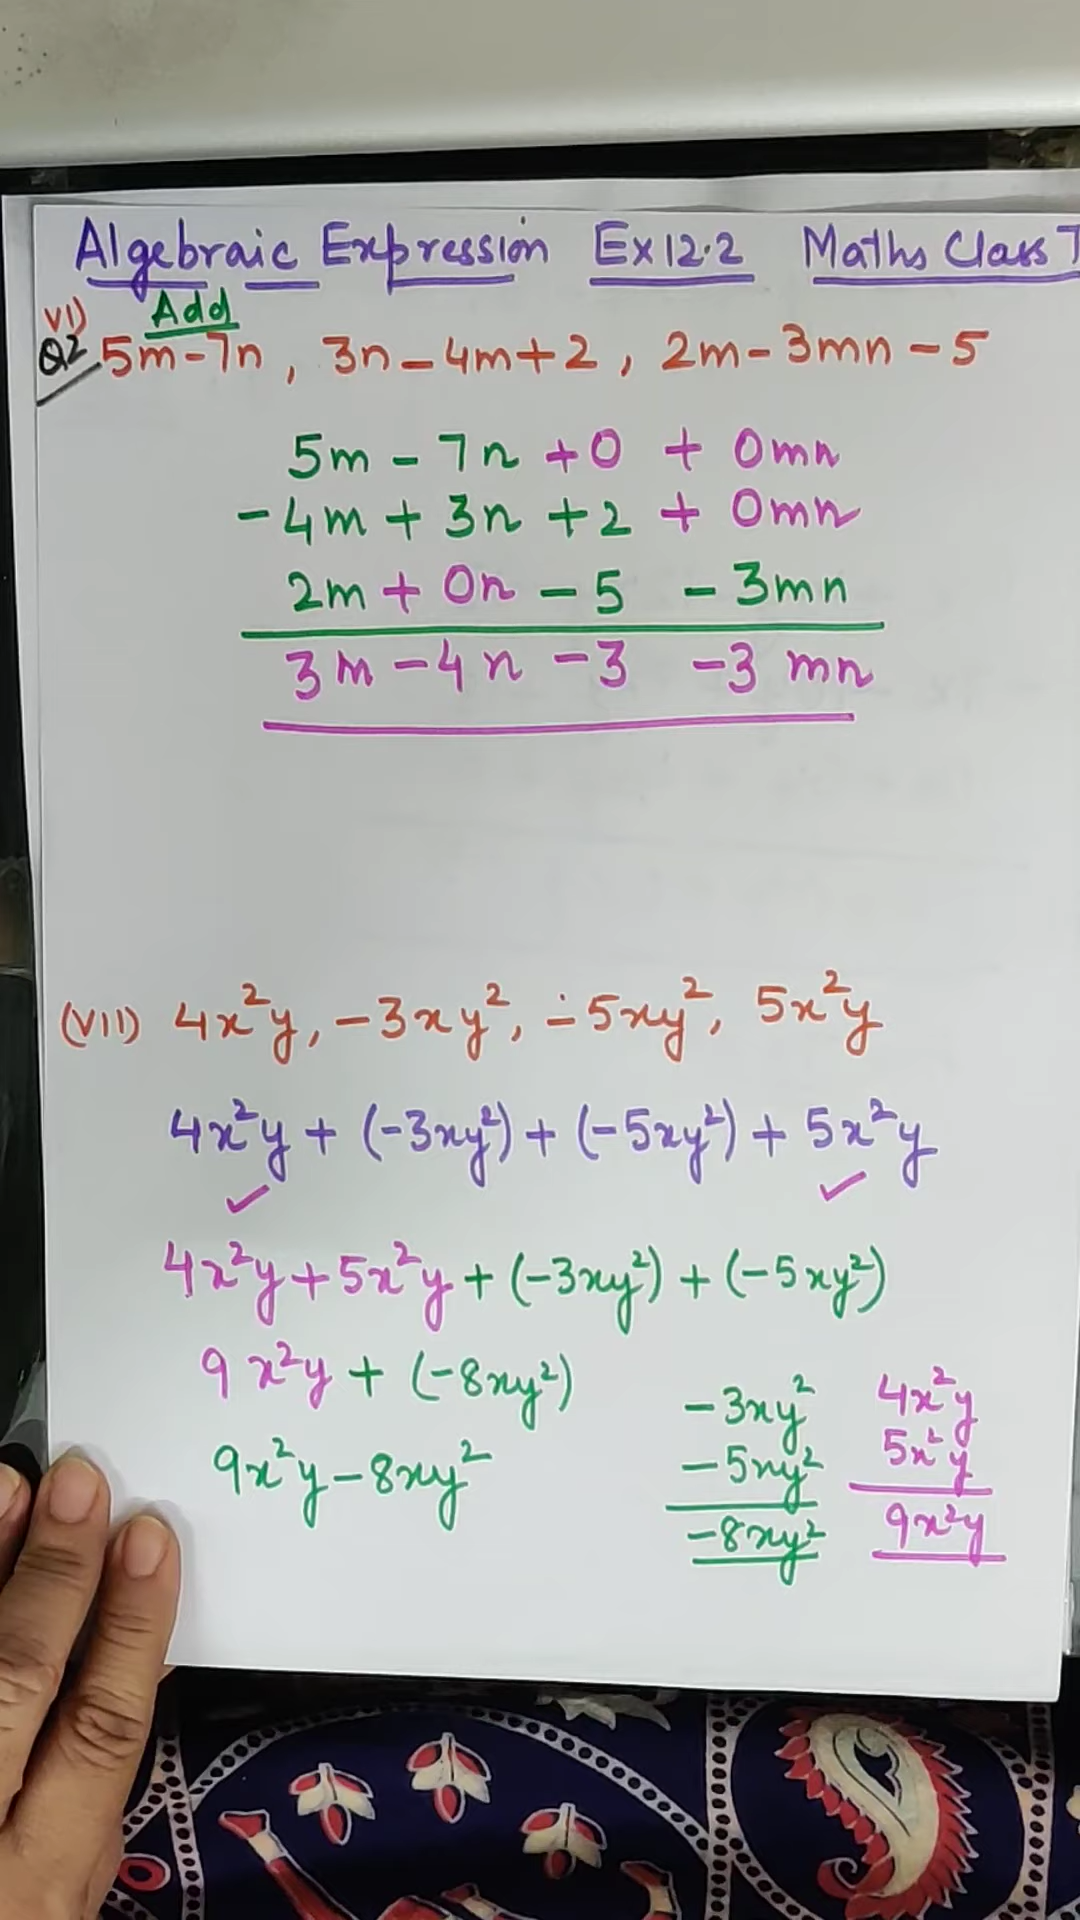 Algebraic Expression Ex 12.2 Maths Class 7
VI) Add
Q2 5m-7n, 3n-4m+2, 2m-3mn-5
5m - 7n + 0 + 0mn
-4m + 3n + 2 + 0mn
2m + 0n - 5 - 3mn
3m - 4n - 3 - 3mn
(VII) 4x²y, -3xy², -5xy², 5x²y
4x²y + (-3xy²) + (-5xy²) + 5x²y
✓ ✓
4x²y + 5x²y + (-3xy²) + (-5xy²)
9x²y + (-8xy²)
9x²y - 8xy²
-3xy²
-5xy²
-8xy²
4x²y
5x²y
9x²y